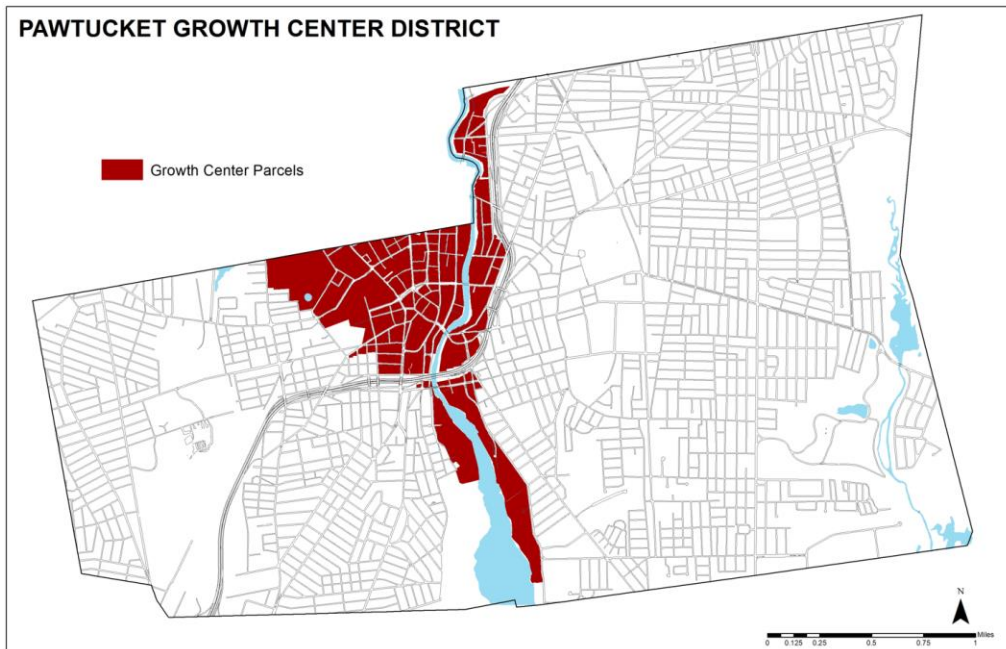 PAWTUCKET GROWTH CENTER DISTRICT
Growth Center Parcels
N
Miles
0 0.125 0.25 0.5 0.75 1